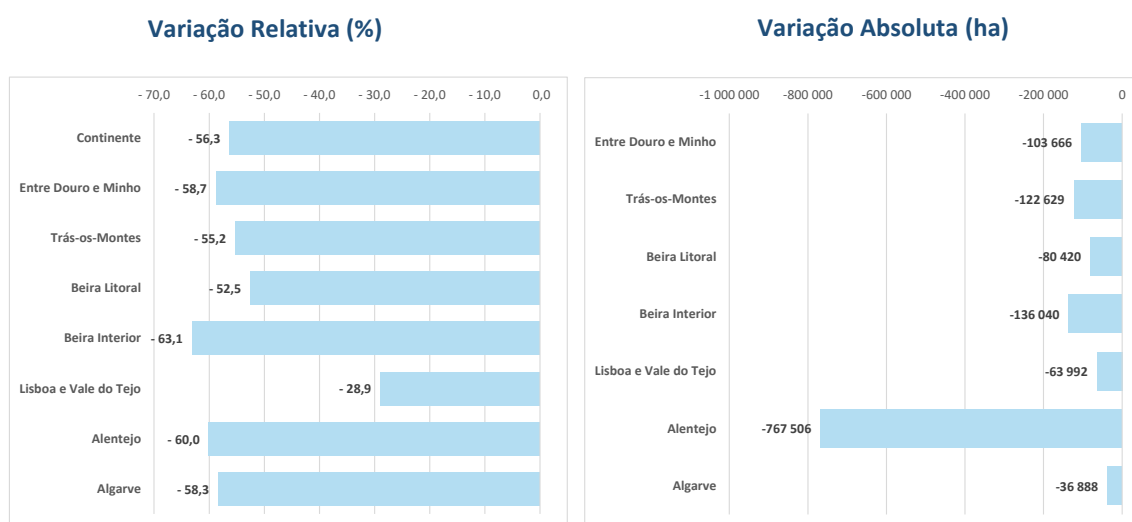 Variação Relativa (%)
- 70,0 - 60,0 - 50,0 - 40,0 - 30,0 - 20,0 - 10,0 0,0
Continente - 56,3
Entre Douro e Minho - 58,7
Trás-os-Montes - 55,2
Beira Litoral - 52,5
Beira Interior - 63,1
Lisboa e Vale do Tejo - 28,9
Alentejo - 60,0
Algarve - 58,3
Variação Absoluta (ha)
-1 000 000 -800 000 -600 000 -400 000 -200 000 0
Entre Douro e Minho -103 666
Trás-os-Montes -122 629
Beira Litoral -80 420
Beira Interior -136 040
Lisboa e Vale do Tejo -63 992
Alentejo -767 506
Algarve -36 888